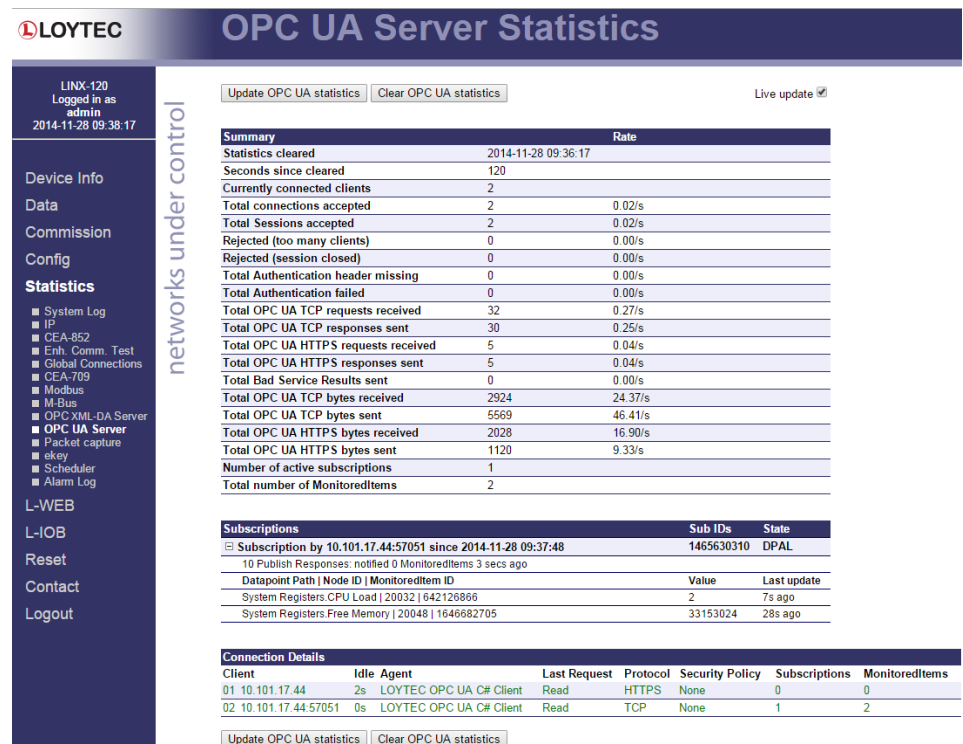 LOYTEC
OPC UA Server Statistics
LINX-120
Logged in as
admin
2014-11-28 09:38:17
Device Info
Data
Commission
Config
Statistics
System Log
IP
CEA-852
Enh. Comm. Test
Global Connections
CEA-709
Modbus
M-Bus
OPC XML-DA Server
OPC UA Server
Packet capture
ekey
Scheduler
Alarm Log
L-WEB
L-IOB
Reset
Contact
Logout
networks under control
Update OPC UA statistics Clear OPC UA statistics Live update
Summary Rate
Statistics cleared 2014-11-28 09:36:17
Seconds since cleared 120
Currently connected clients 2
Total connections accepted 2 0.02/s
Total Sessions accepted 2 0.02/s
Rejected (too many clients) 0 0.00/s
Rejected (session closed) 0 0.00/s
Total Authentication header missing 0 0.00/s
Total Authentication failed 0 0.00/s
Total OPC UA TCP requests received 32 0.27/s
Total OPC UA TCP responses sent 30 0.25/s
Total OPC UA HTTPS requests received 5 0.04/s
Total OPC UA HTTPS responses sent 5 0.04/s
Total Bad Service Results sent 0 0.00/s
Total OPC UA TCP bytes received 2924 24.37/s
Total OPC UA TCP bytes sent 5569 46.41/s
Total OPC UA HTTPS bytes received 2028 16.90/s
Total OPC UA HTTPS bytes sent 1120 9.33/s
Number of active subscriptions 1
Total number of MonitoredItems 2
Subscriptions Sub IDs State
Subscription by 10.101.17.44:57051 since 2014-11-28 09:37:48 1465630310 DPAL
10 Publish Responses: notified 0 MonitoredItems 3 secs ago
Datapoint Path | Node ID | MonitoredItem ID Value Last update
System Registers.CPU Load | 20032 | 642126866 2 7s ago
System Registers.Free Memory | 20048 | 1646682705 33153024 28s ago
Connection Details
Client Idle Agent Last Request Protocol Security Policy Subscriptions MonitoredItems
01 10.101.17.44 2s LOYTEC OPC UA C# Client Read HTTPS None 0 0
02 10.101.17.44:57051 0s LOYTEC OPC UA C# Client Read TCP None 1 2
Update OPC UA statistics Clear OPC UA statistics